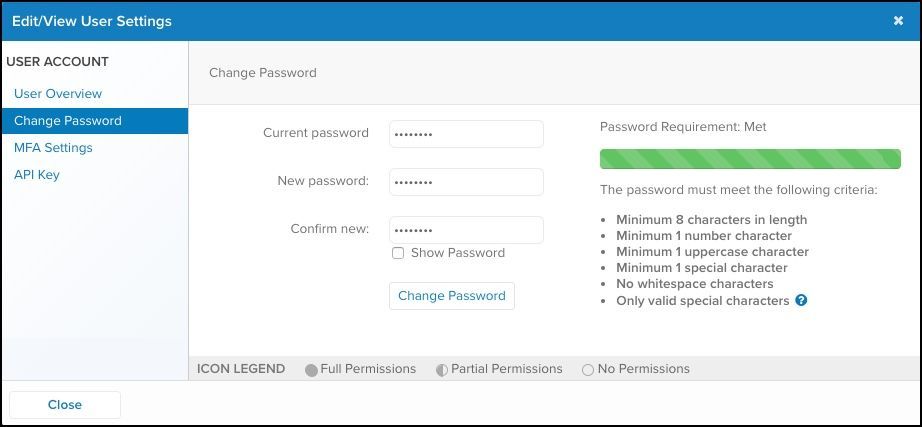 Edit/View User Settings
USER ACCOUNT
User Overview
Change Password
MFA Settings
API Key
Change Password
Current password
New password:
Confirm new:
Show Password
Change Password
Password Requirement: Met
The password must meet the following criteria:
Minimum 8 characters in length
Minimum 1 number character
Minimum 1 uppercase character
Minimum 1 special character
No whitespace characters
Only valid special characters ?
ICON LEGEND Full Permissions Partial Permissions No Permissions
Close